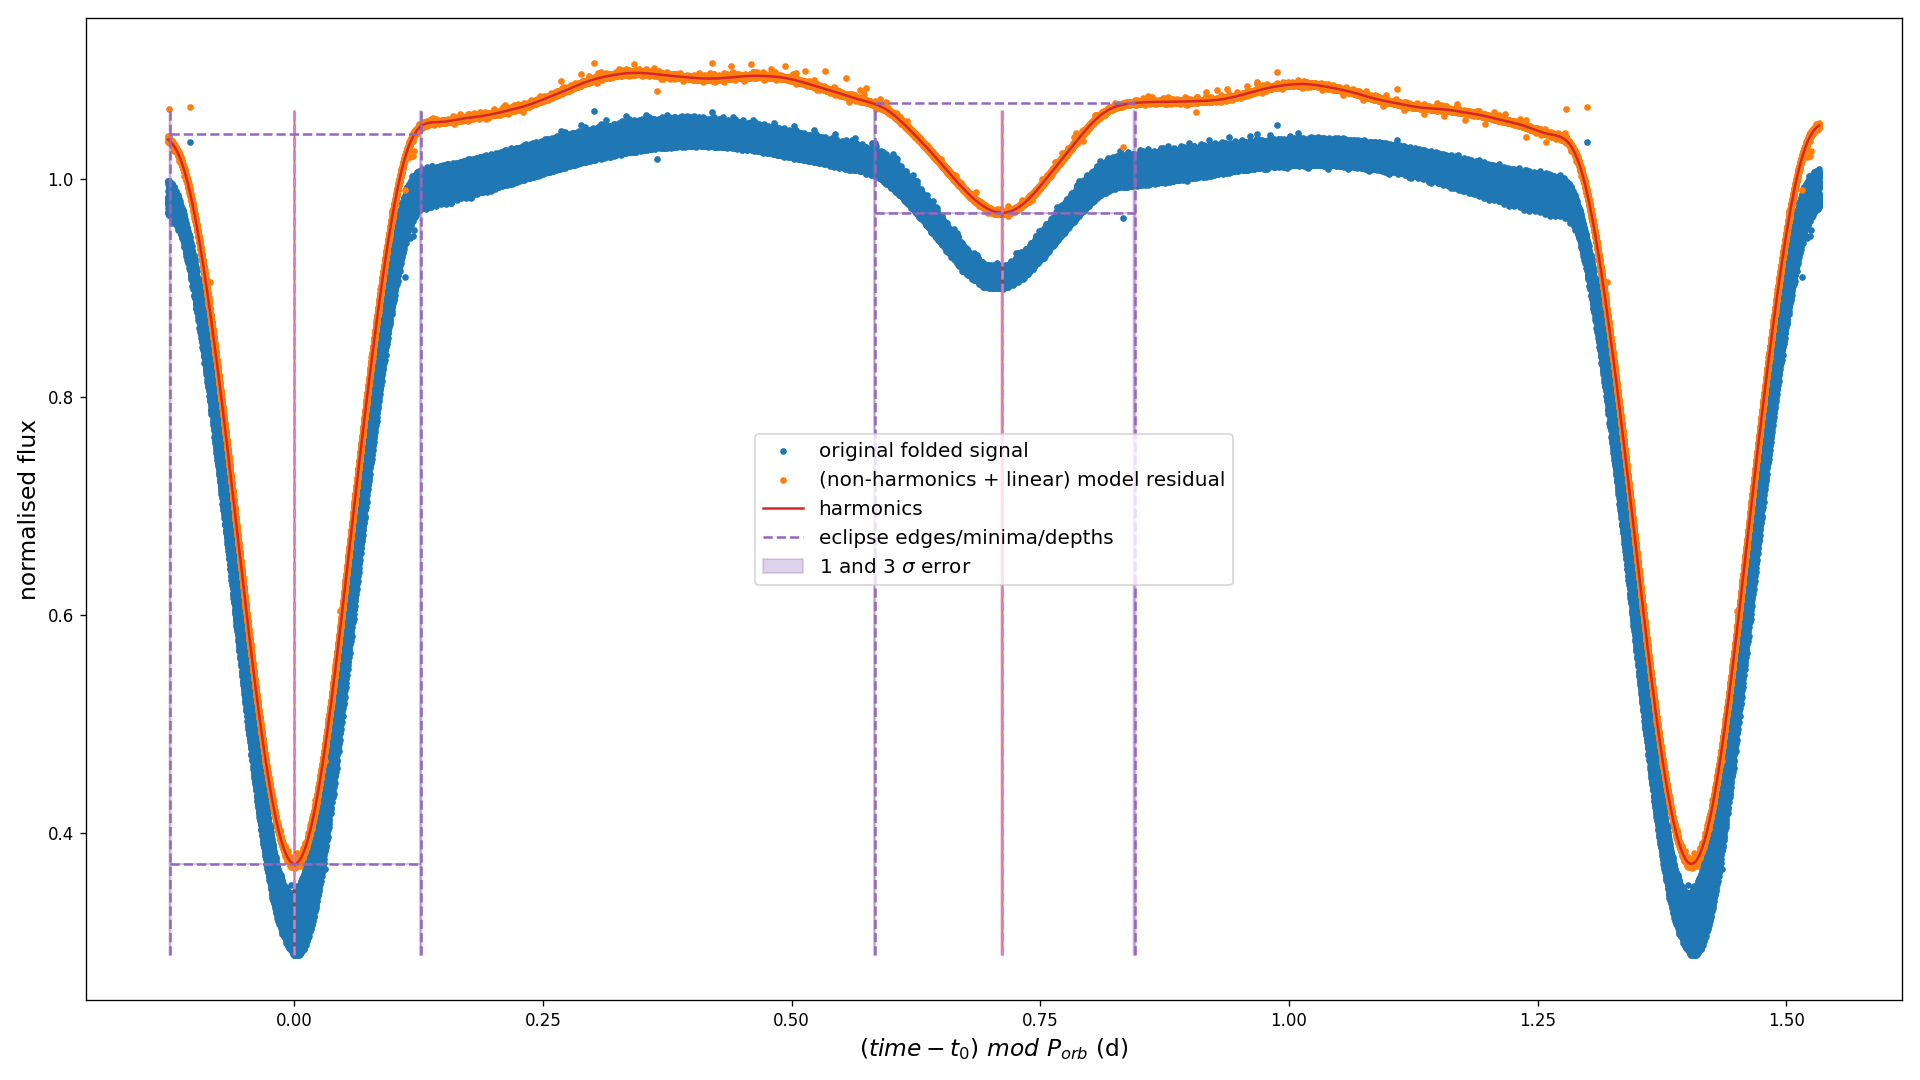 normalised flux
1.0
0.8
0.6
0.4
original folded signal
(non-harmonics + linear) model residual
harmonics
eclipse edges/minima/depths
1 and 3 σ error
0.00 0.25 0.50 0.75 1.00 1.25 1.50
(time − t₀) mod Pₒᵣb (d)